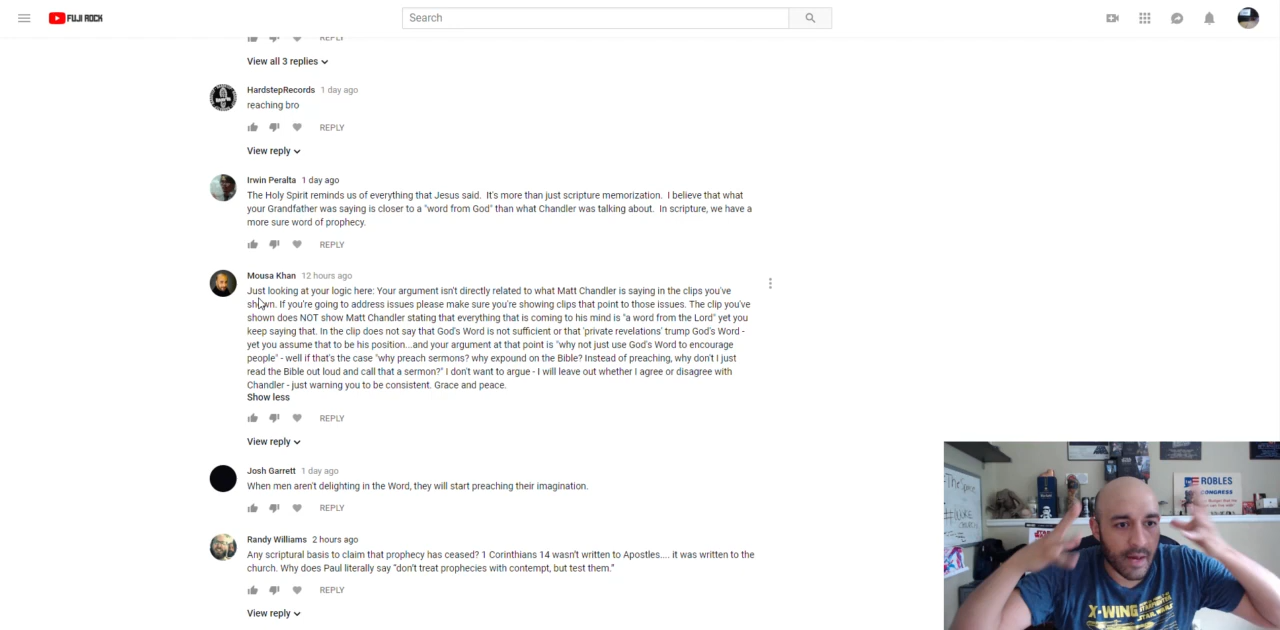 FUJI ROCK
Search
REPLY
View all 3 replies
HardstepRecords 1 day ago
reaching bro
REPLY
View reply
Irwin Peralta 1 day ago
The Holy Spirit reminds us of everything that Jesus said. It's more than just scripture memorization. I believe that what
your Grandfather was saying is closer to a "word from God" than what Chandler was talking about. In scripture, we have a
more sure word of prophecy.
REPLY
Mousa Khan 12 hours ago
Just looking at your logic here: Your argument isn't directly related to what Matt Chandler is saying in the clips you've
shown. If you're going to address issues please make sure you're showing clips that point to those issues. The clip you've
shown does NOT show Matt Chandler stating that everything that is coming to his mind is "a word from the Lord" yet you
keep saying that. In the clip does not say that God's Word is not sufficient or that 'private revelations' trump God's Word -
yet you assume that to be his position...and your argument at that point is "why not just use God's Word to encourage
people" - well if that's the case "why preach sermons? why expound on the Bible? Instead of preaching, why don't I just
read the Bible out loud and call that a sermon?" I don't want to argue - I will leave out whether I agree or disagree with
Chandler - just warning you to be consistent. Grace and peace.
Show less
REPLY
View reply
Josh Garrett 1 day ago
When men aren't delighting in the Word, they will start preaching their imagination.
REPLY
Randy Williams 2 hours ago
Any scriptural basis to claim that prophecy has ceased? 1 Corinthians 14 wasn't written to Apostles.... it was written to the
church. Why does Paul literally say “don't treat prophecies with contempt, but test them.”
REPLY
View reply
ROBLES
CONGRESS
X-WING
STAR WARS